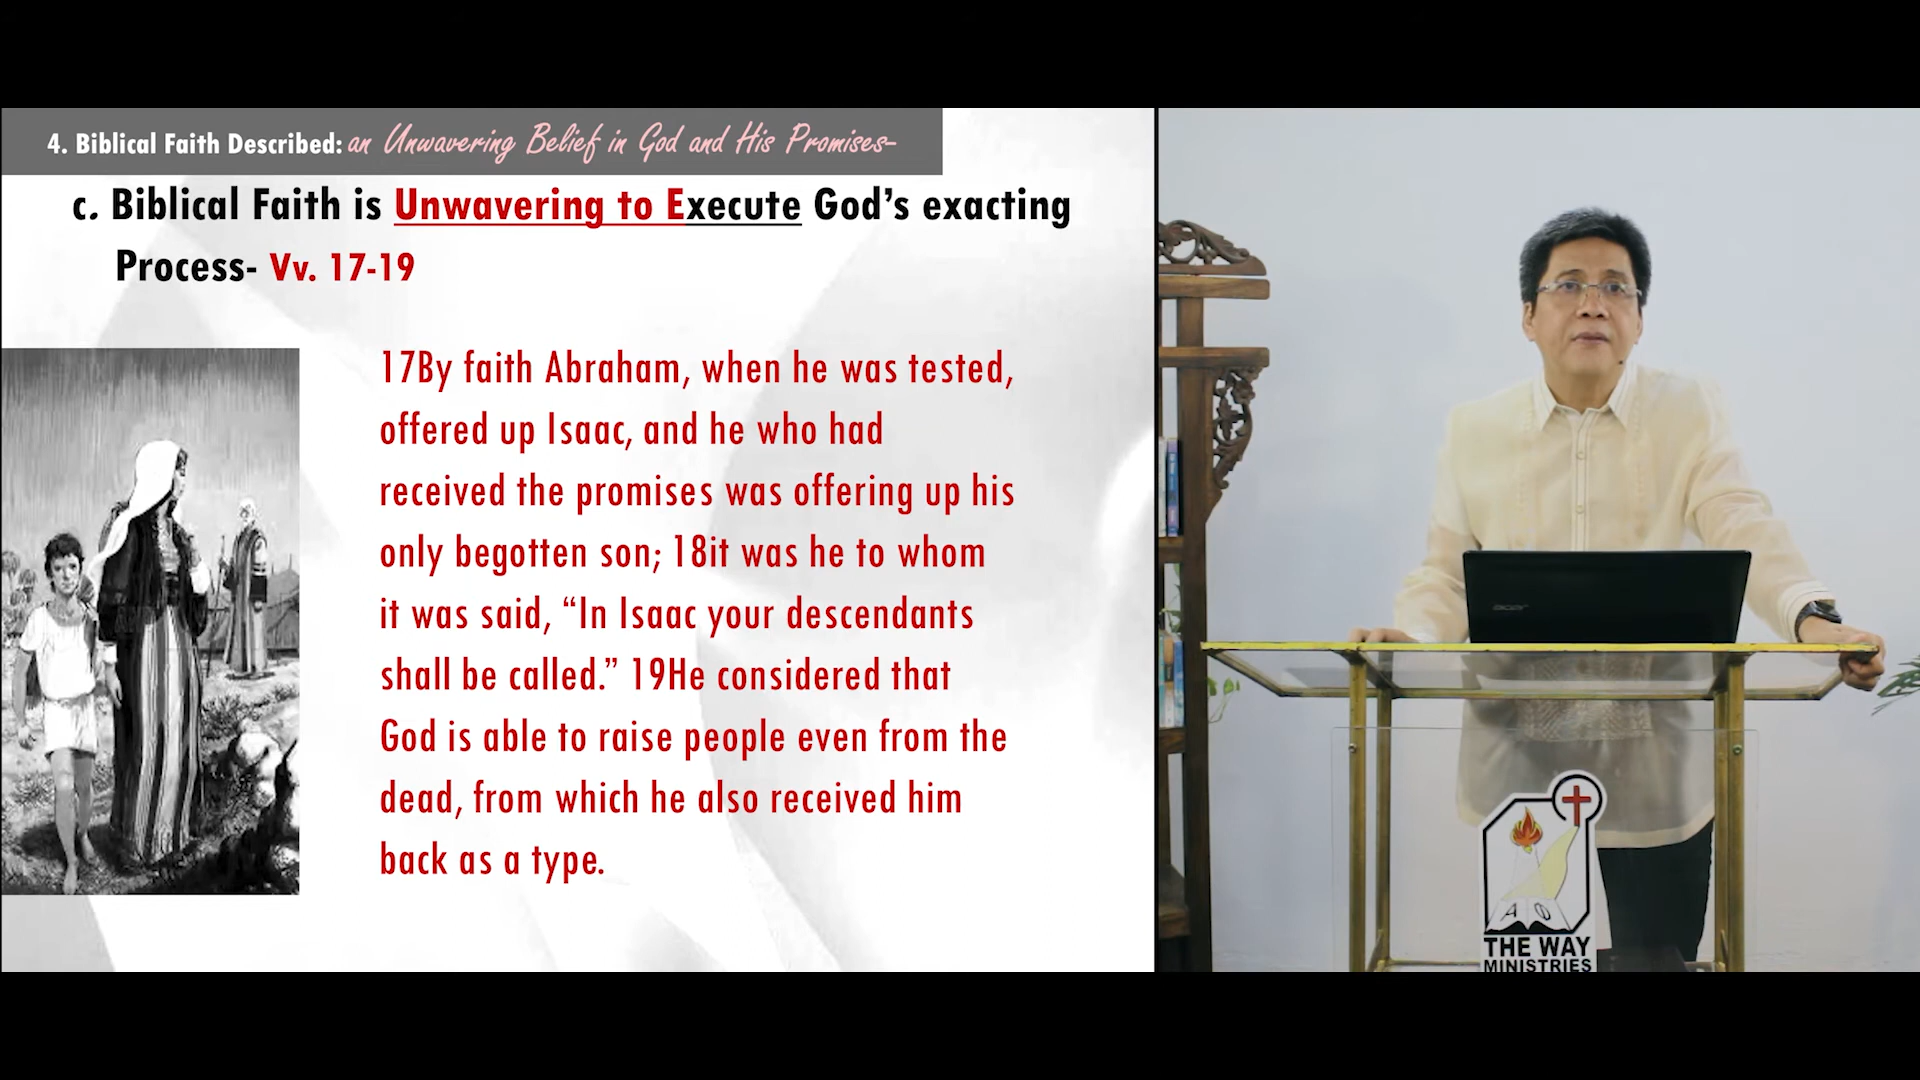 4. Biblical Faith Described: an Unwavering Belief in God and His Promises-
c. Biblical Faith is Unwavering to Execute God’s exacting
Process- Vv. 17-19
17By faith Abraham, when he was tested,
offered up Isaac, and he who had
received the promises was offering up his
only begotten son; 18it was he to whom
it was said, “In Isaac your descendants
shall be called.” 19He considered that
God is able to raise people even from the
dead, from which he also received him
back as a type.
acer
A Ω
THE WAY
MINISTRIES